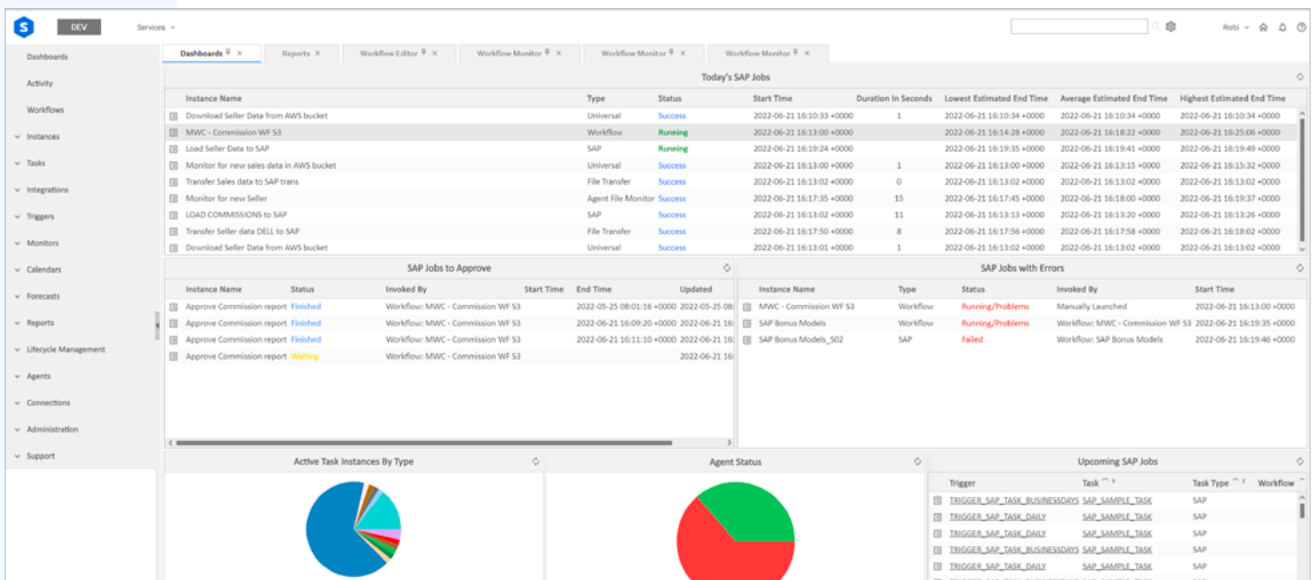 S DEV Services Rabi
Dashboards
Activity
Workflows
Instances
Tasks
Integrations
Triggers
Monitors
Calendars
Forecasts
Reports
Lifecycle Management
Agents
Connections
Administration
Support
Dashboards × Reports × Workflow Editor × Workflow Monitor × Workflow Monitor × Workflow Monitor ×
Today's SAP Jobs
Instance Name Type Status Start Time Duration In Seconds Lowest Estimated End Time Average Estimated End Time Highest Estimated End Time
Download Seller Data from AWS bucket Universal Success 2022-06-21 16:10:33 +0000 1 2022-06-21 16:10:34 +0000 2022-06-21 16:10:34 +0000 2022-06-21 16:10:34 +0000
MWC - Commission WF S3 Workflow Running 2022-06-21 16:13:00 +0000 2022-06-21 16:14:28 +0000 2022-06-21 16:18:22 +0000 2022-06-21 16:25:06 +0000
Load Seller Data to SAP SAP Running 2022-06-21 16:19:24 +0000 2022-06-21 16:19:35 +0000 2022-06-21 16:19:41 +0000 2022-06-21 16:19:49 +0000
Monitor for new sales data in AWS bucket Universal Success 2022-06-21 16:13:00 +0000 1 2022-06-21 16:13:00 +0000 2022-06-21 16:13:15 +0000 2022-06-21 16:15:32 +0000
Transfer Sales data to SAP trans File Transfer Success 2022-06-21 16:13:02 +0000 0 2022-06-21 16:13:02 +0000 2022-06-21 16:13:02 +0000 2022-06-21 16:13:02 +0000
Monitor for new Seller Agent File Monitor Success 2022-06-21 16:17:35 +0000 15 2022-06-21 16:17:45 +0000 2022-06-21 16:18:00 +0000 2022-06-21 16:19:37 +0000
LOAD COMMISSIONS to SAP SAP Success 2022-06-21 16:13:02 +0000 11 2022-06-21 16:13:13 +0000 2022-06-21 16:13:20 +0000 2022-06-21 16:13:26 +0000
Transfer Seller data DELL to SAP File Transfer Success 2022-06-21 16:17:50 +0000 8 2022-06-21 16:17:56 +0000 2022-06-21 16:17:58 +0000 2022-06-21 16:18:02 +0000
Download Seller Data from AWS bucket Universal Success 2022-06-21 16:13:01 +0000 1 2022-06-21 16:13:02 +0000 2022-06-21 16:13:02 +0000 2022-06-21 16:13:02 +0000
SAP Jobs to Approve
Instance Name Status Invoked By Start Time End Time Updated
Approve Commission report Finished Workflow: MWC - Commission WF S3 2022-05-25 08:01:16 +0000 2022-05-25 08:
Approve Commission report Finished Workflow: MWC - Commission WF S3 2022-06-21 16:09:20 +0000 2022-06-21 16:
Approve Commission report Finished Workflow: MWC - Commission WF S3 2022-06-21 16:11:10 +0000 2022-06-21 16:
Approve Commission report Waiting Workflow: MWC - Commission WF S3 2022-06-21 16:
SAP Jobs with Errors
Instance Name Type Status Invoked By Start Time
MWC - Commission WF S3 Workflow Running/Problems Manually Launched 2022-06-21 16:13:00 +0000
SAP Bonus Models Workflow Running/Problems Workflow: MWC - Commission WF S3 2022-06-21 16:19:35 +0000
SAP Bonus Models_S02 SAP Failed Workflow: SAP Bonus Models 2022-06-21 16:19:46 +0000
Active Task Instances By Type
Agent Status
Upcoming SAP Jobs
Trigger Task Task Type Workflow
TRIGGER_SAP_TASK_BUSINESSDAYS SAP_SAMPLE_TASK SAP
TRIGGER_SAP_TASK_DAILY SAP_SAMPLE_TASK SAP
TRIGGER_SAP_TASK_BUSINESSDAYS SAP_SAMPLE_TASK SAP
TRIGGER_SAP_TASK_DAILY SAP_SAMPLE_TASK SAP